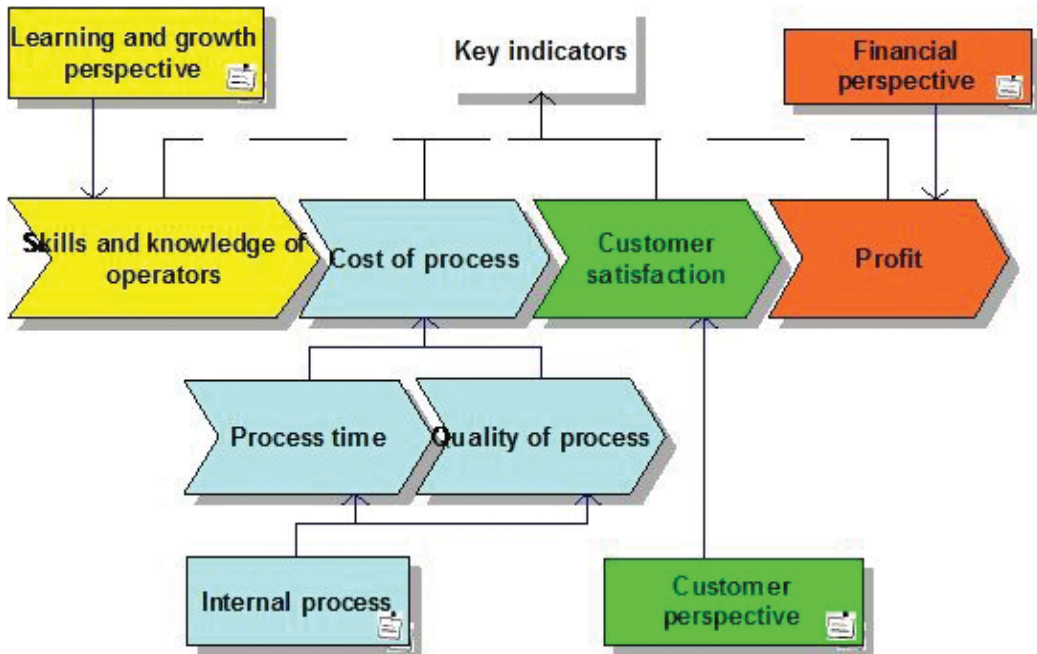 Learning and growth
perspective
Key indicators
Financial
perspective
Skills and knowledge of
operators
Cost of process
Customer
satisfaction
Profit
Process time
Quality of process
Internal process
Customer
perspective